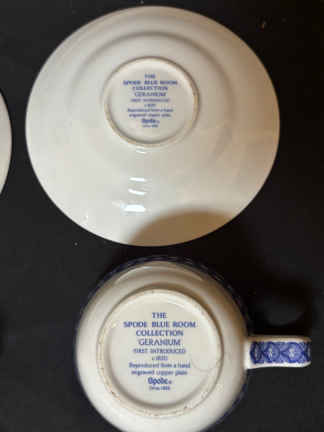 THE
SPODE BLUE ROOM
COLLECTION
'GERANIUM'
(FIRST INTRODUCED
c.1820)
Reproduced from a hand
engraved copper plate
Spode®
THE
SPODE BLUE ROOM
COLLECTION
'GERANIUM'
(FIRST INTRODUCED
c.1820)
Reproduced from a hand
engraved copper plate
Spode®